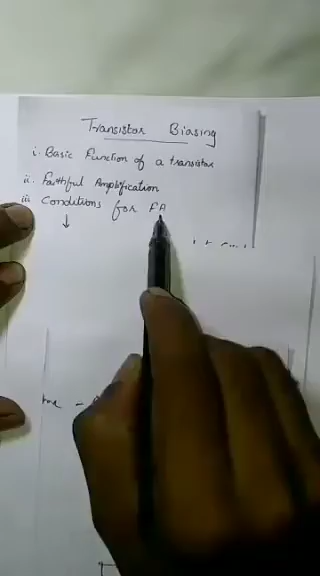 Transistor Biasing
i. Basic Function of a transistor
ii. Faithful Amplification
iii Conditions for FA